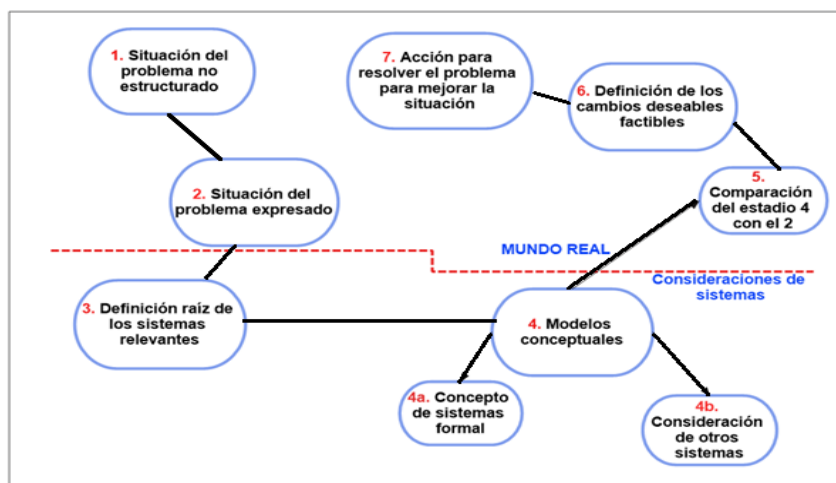 1. Situación del
problema no
estructurado
7. Acción para
resolver el problema
para mejorar la
situación
6. Definición de los
cambios deseables
factibles
2. Situación del
problema expresado
5.
Comparación
del estadio 4
con el 2
MUNDO REAL
Consideraciones de
sistemas
3. Definición raíz de
los sistemas
relevantes
4. Modelos
conceptuales
4a. Concepto
de sistemas
formal
4b.
Consideración
de otros
sistemas